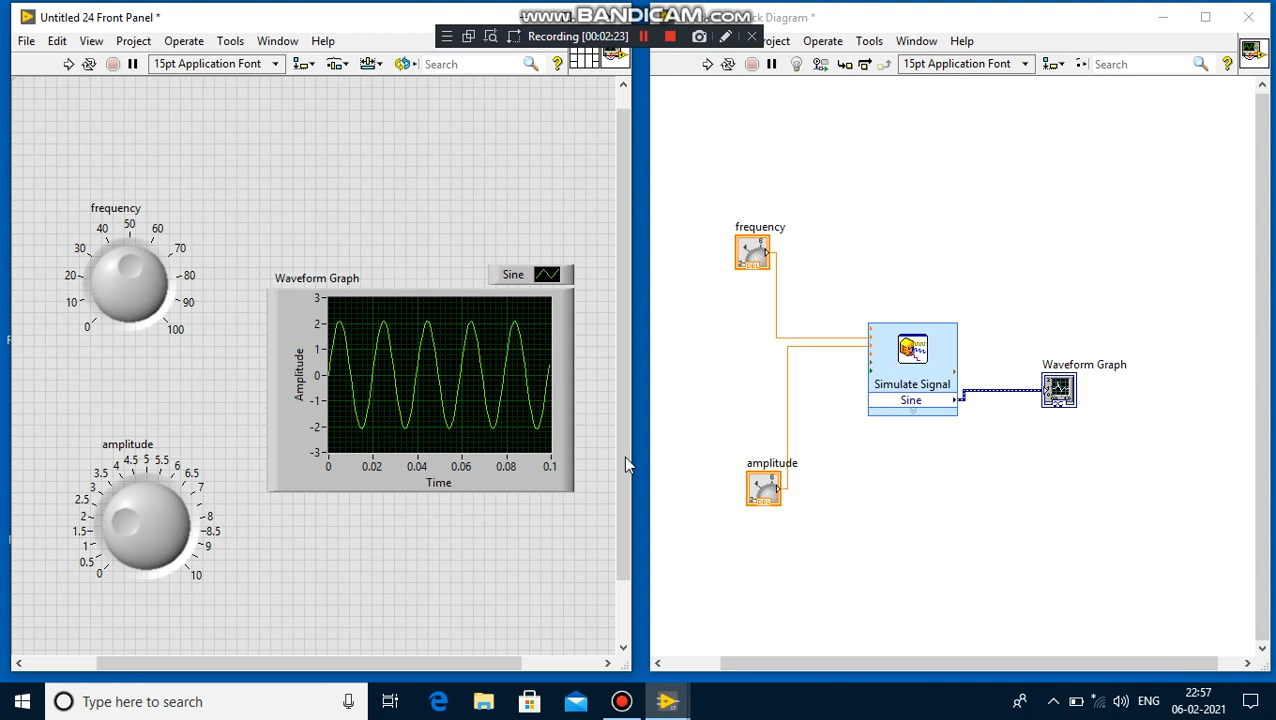 Untitled 24 Front Panel *
www.BANDICAM.com
ck Diagram *
File Edit View Project Operate Tools Window Help
Recording [00:02:23]
oject Operate Tools Window Help
15pt Application Font
Search
15pt Application Font
Search
frequency
0 10 20 30 40 50 60 70 80 90 100
Waveform Graph
Sine
Amplitude
3
2
1
0
-1
-2
-3
0 0.02 0.04 0.06 0.08 0.1
Time
amplitude
0 0.5 1 1.5 2 2.5 3 3.5 4 4.5 5 5.5 6 6.5 7 8 8.5 9 10
frequency
DBL
Simulate Signal
Sine
Waveform Graph
amplitude
DBL
Type here to search
ENG
22:57
06-02-2021